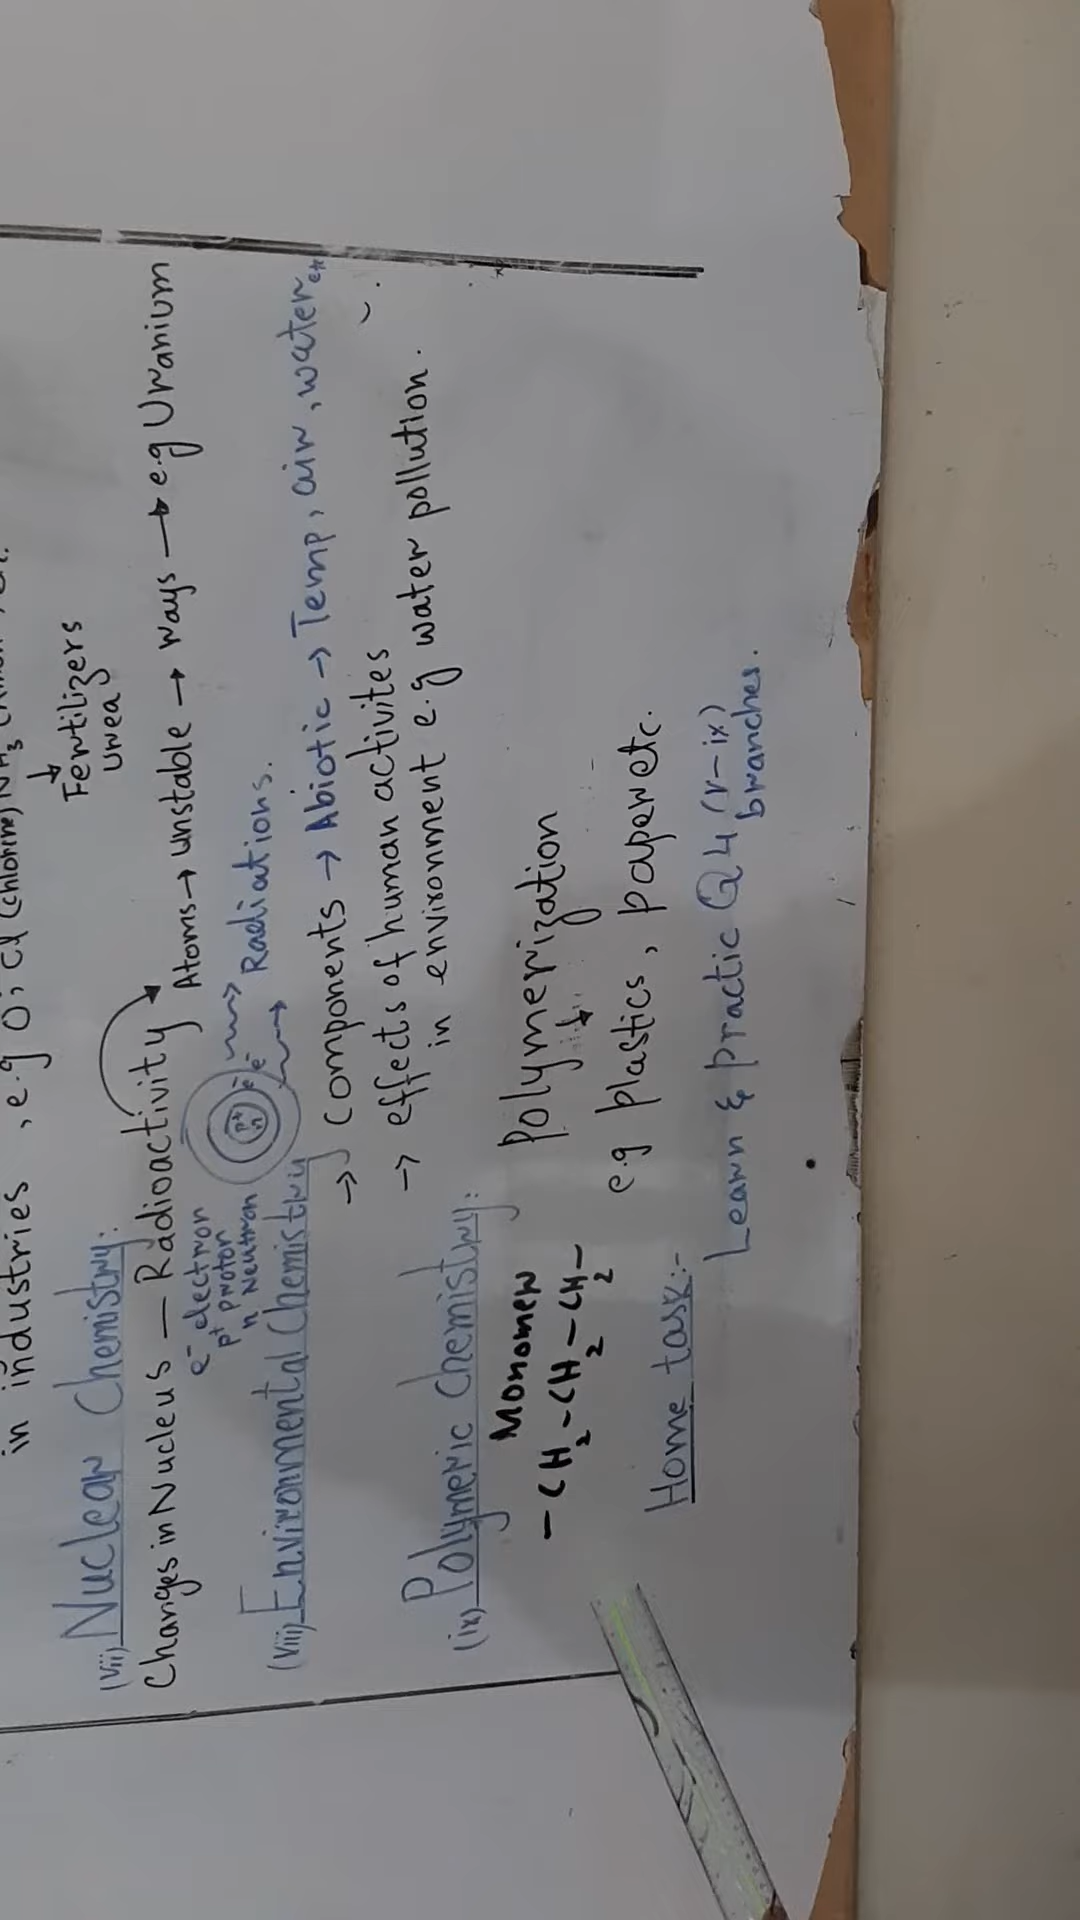 in industries, e.g O; Cl (chlorine) NH3
↓
Fertilizers
urea
(vii) Nuclear Chemistry:
Changes in Nucleus — Radioactivity
Atoms → unstable → ways → e.g Uranium
e⁻ electron
p⁺ proton
n Neutron
p⁺
n
e⁻ e⁻
Radiations.
(viii) Environmental Chemistry
→ components → Abiotic → Temp, air, water etc
→ effects of human activites
in environment e.g water pollution.
(ix) Polymeric Chemistry:
Monomer
Polymerization
↓
-CH2-CH2-CH2-
e.g plastics, paper etc.
Home task:-
Learn & practic Q4 (v-ix)
branches.